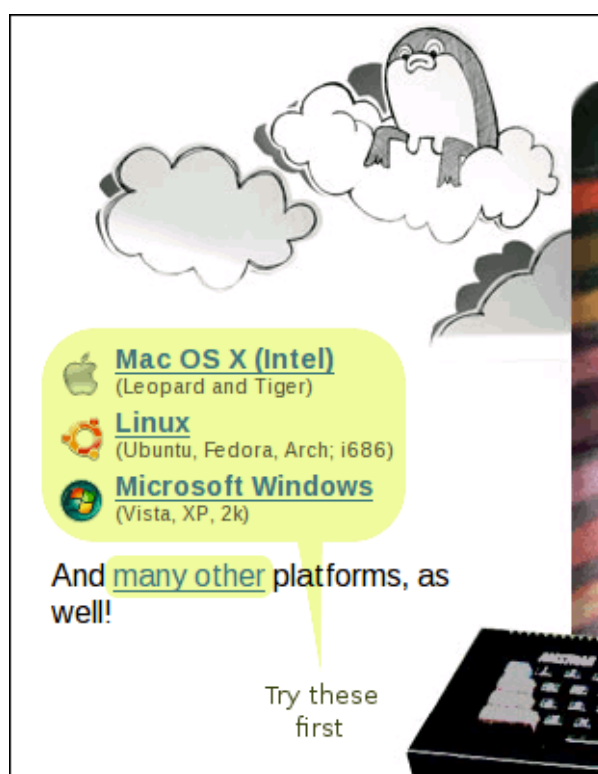 Mac OS X (Intel)
(Leopard and Tiger)
Linux
(Ubuntu, Fedora, Arch; i686)
Microsoft Windows
(Vista, XP, 2k)
And many other platforms, as
well!
Try these
first